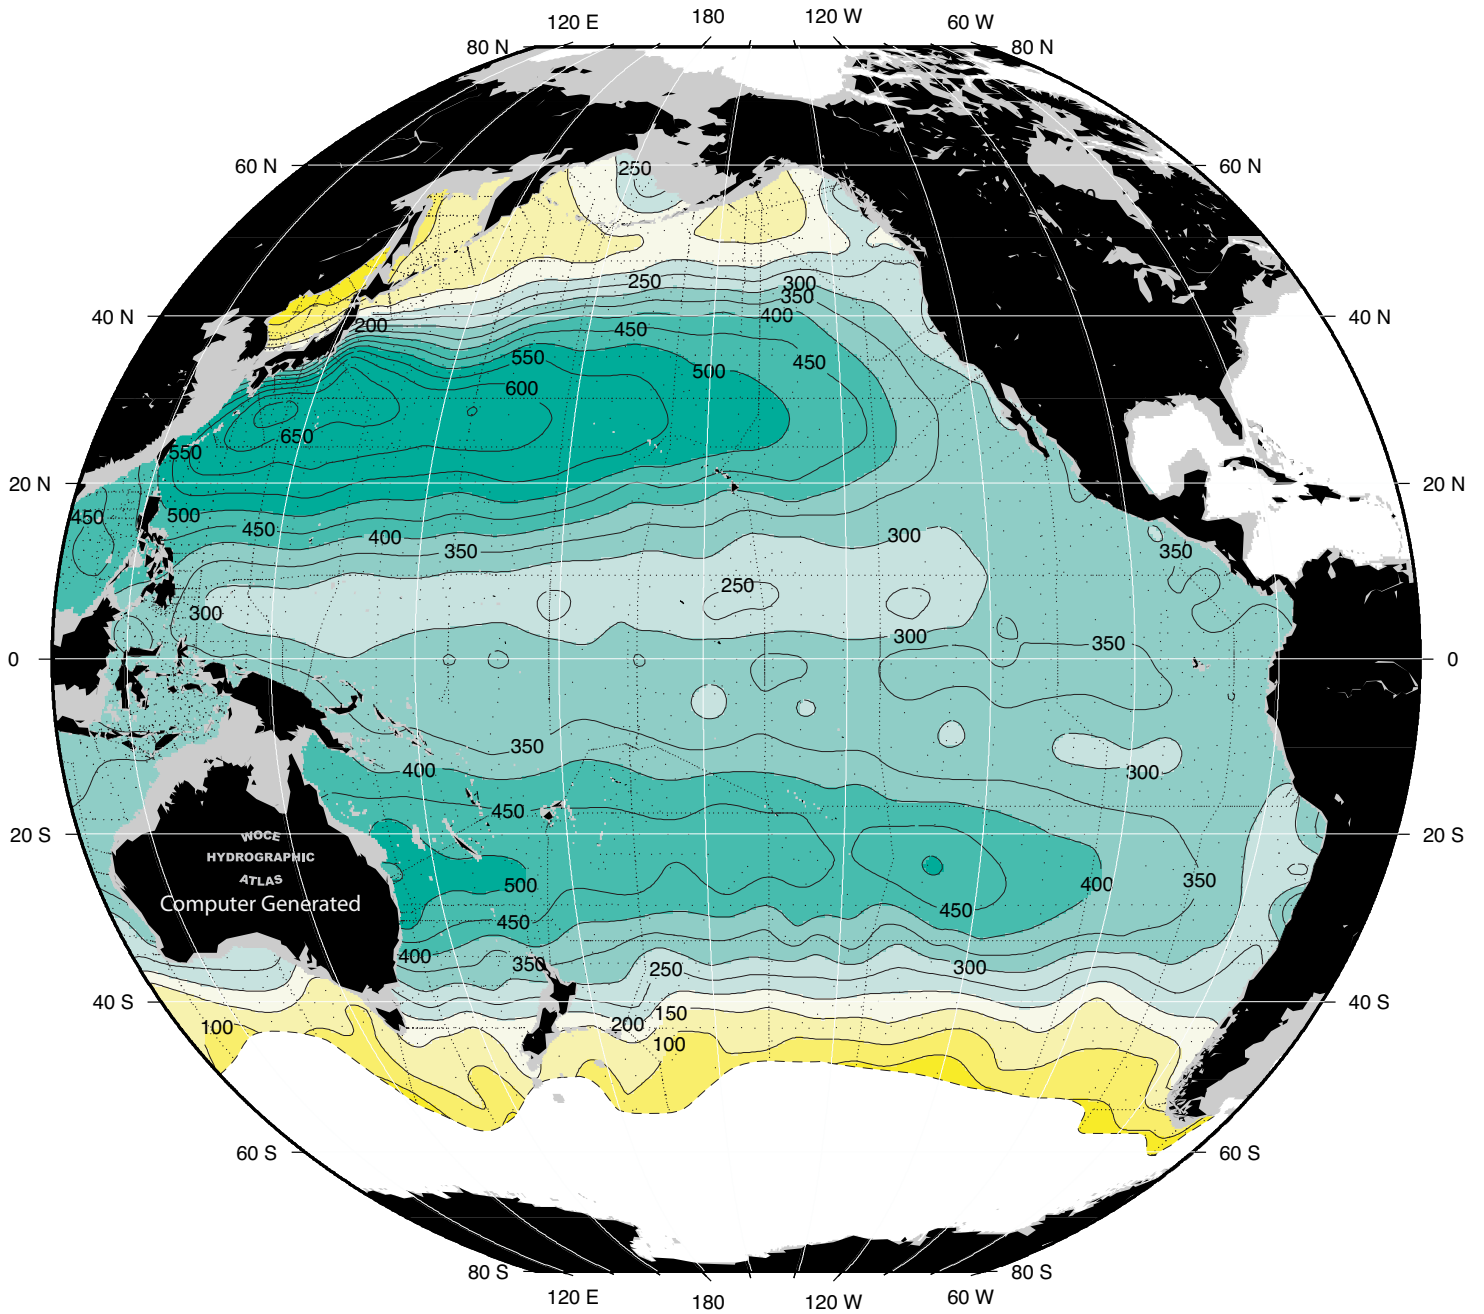 120 E 180 120 W 60 W
80 N 80 N
60 N 250 60 N
250 300
350
40 N 200 450 400 40 N
550 500 450
600
650
550
20 N 20 N
450 500 450 400 350 300 350
250
300
300 350
0 0
350
400 300
450
20 S WOCE 20 S
HYDROGRAPHIC
ATLAS
500 400 350
Computer Generated
450 450
400 350 250 300
40 S 40 S
100 200 150
100
60 S 60 S
80 S 80 S
120 E 180 120 W 60 W